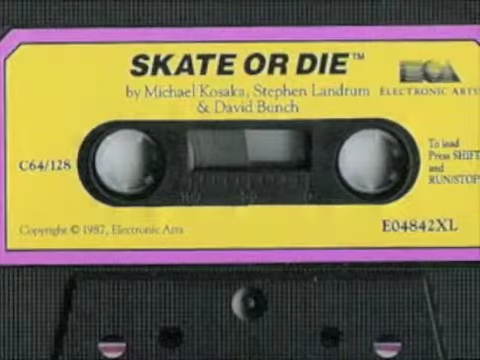 SKATE OR DIE™
by Michael Kosaka, Stephen Landrum
& David Bunch
ELECTRONIC ARTS
C64/128
To load
Press SHIFT
and
RUN/STOP
Copyright © 1987, Electronic Arts
E04842XL